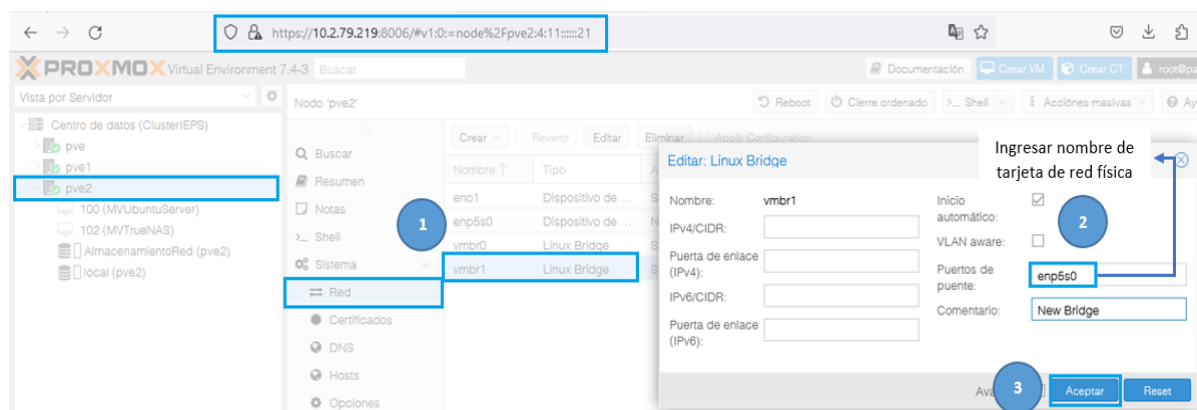 https://10.2.79.219:8006/#v1:0:=node%2Fpve2:4:11::::::21
PROXMOX Virtual Environment 7.4-3 Buscar
Documentación Crear VM Crear CT
Vista por Servidor
Centro de datos (ClusterIEPS)
pve
pve1
pve2
100 (MVUbuntuServer)
102 (MVTrueNAS)
AlmacenamientoRed (pve2)
local (pve2)
Nodo 'pve2'
Reboot Cierre ordenado >_ Shell Acciónes masivas
Buscar
Resumen
Notas
>_ Shell
Sistema
Red
Certificados
DNS
Hosts
Opciones
Crear Revertir Editar Eliminar Apply Configuration
Nombre Tipo
eno1 Dispositivo de ...
enp5s0 Dispositivo de ...
vmbr0 Linux Bridge
vmbr1 Linux Bridge
1
Editar: Linux Bridge
Ingresar nombre de
tarjeta de red física
Nombre: vmbr1
IPv4/CIDR:
Puerta de enlace
(IPv4):
IPv6/CIDR:
Puerta de enlace
(IPv6):
Inicio
automático:
VLAN aware:
2
Puertos de
puente:
enp5s0
Comentario: New Bridge
3
Aceptar Reset